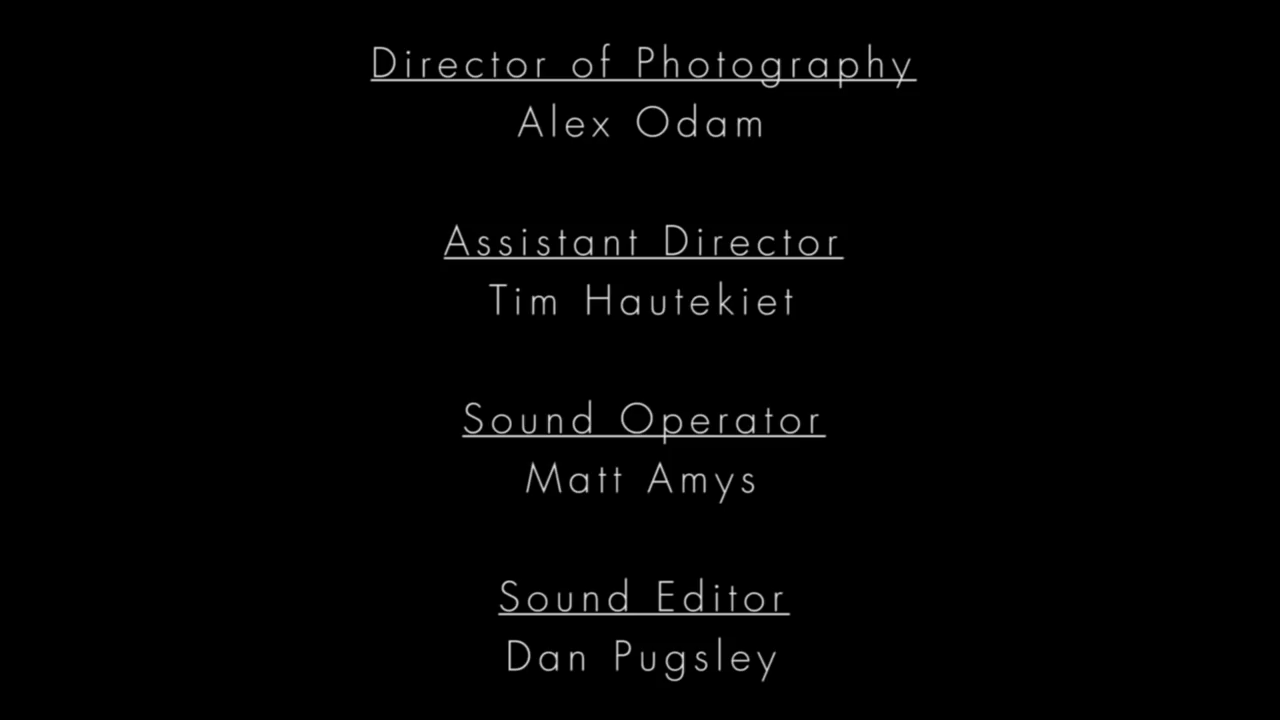 Director of Photography
Alex Odam
Assistant Director
Tim Hautekiet
Sound Operator
Matt Amys
Sound Editor
Dan Pugsley